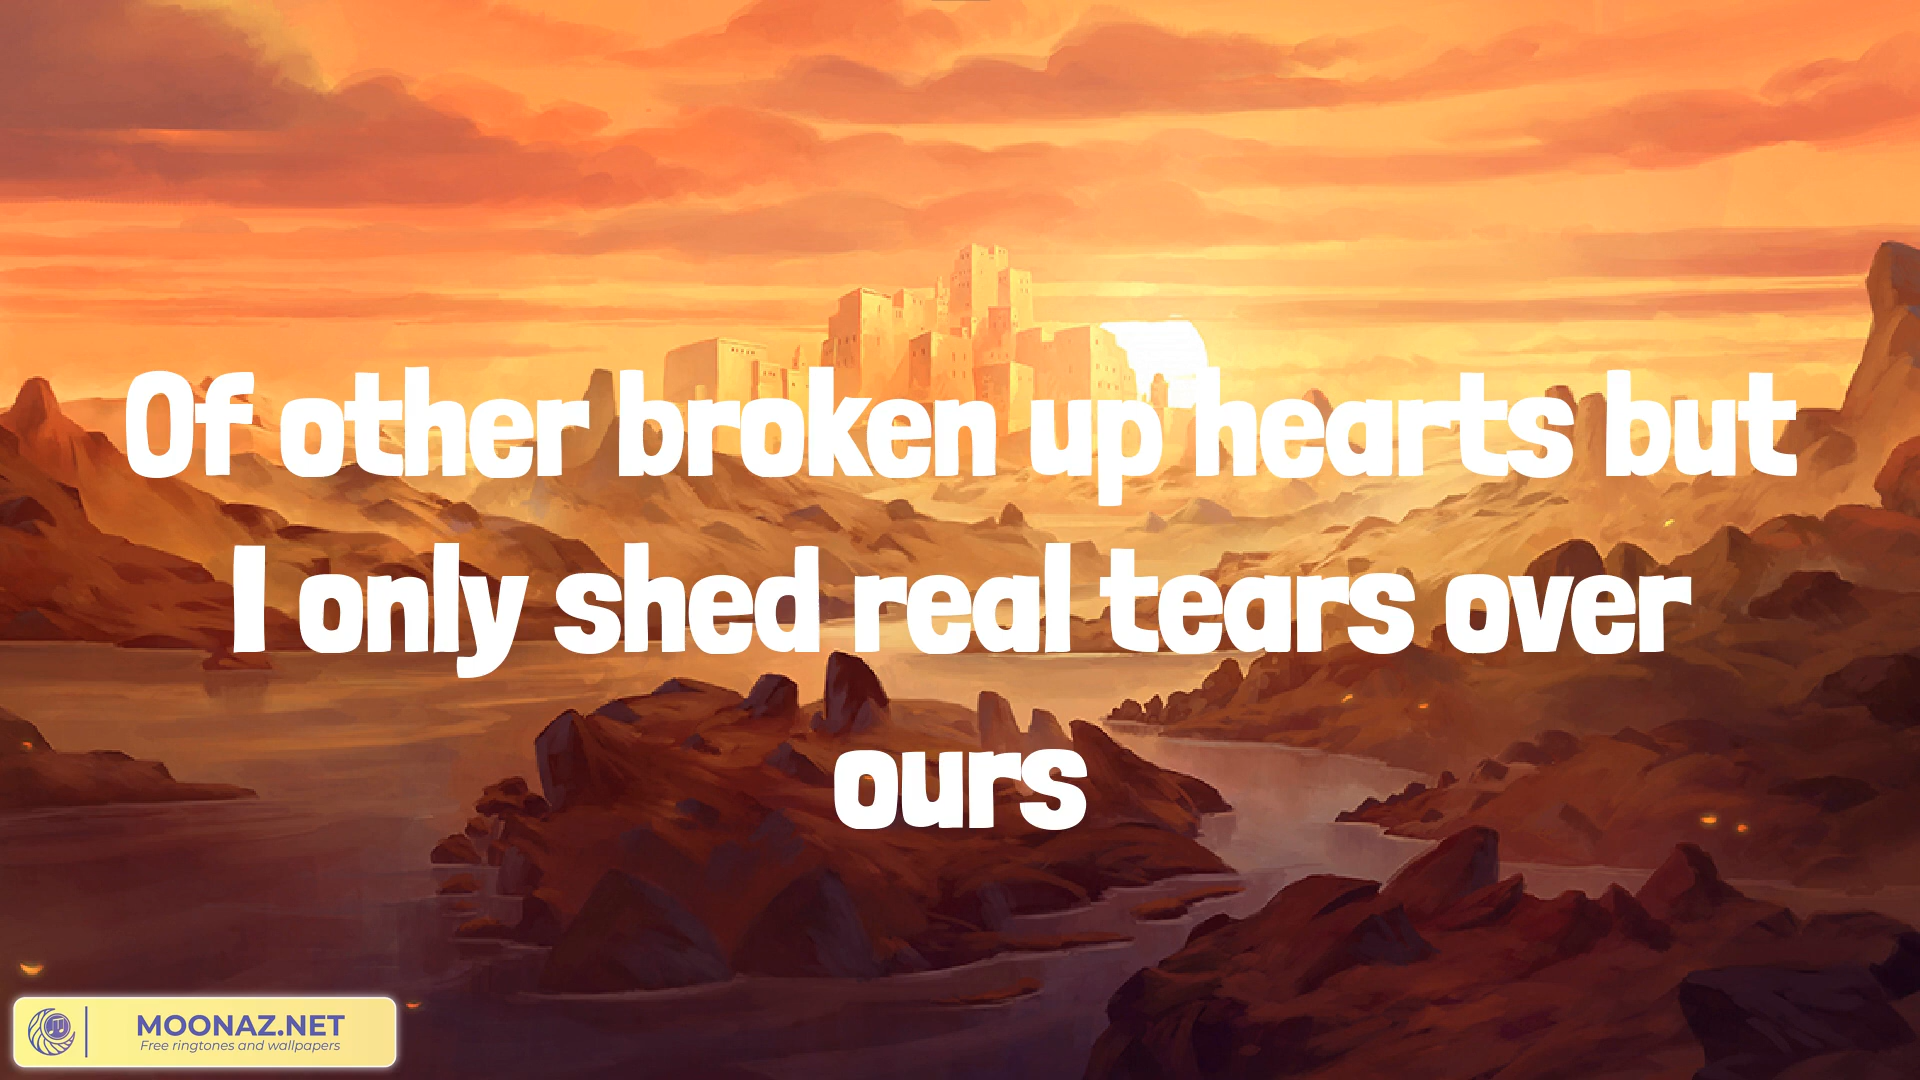 Of other broken up hearts but
I only shed real tears over
ours
MOONAZ.NET
Free ringtones and wallpapers